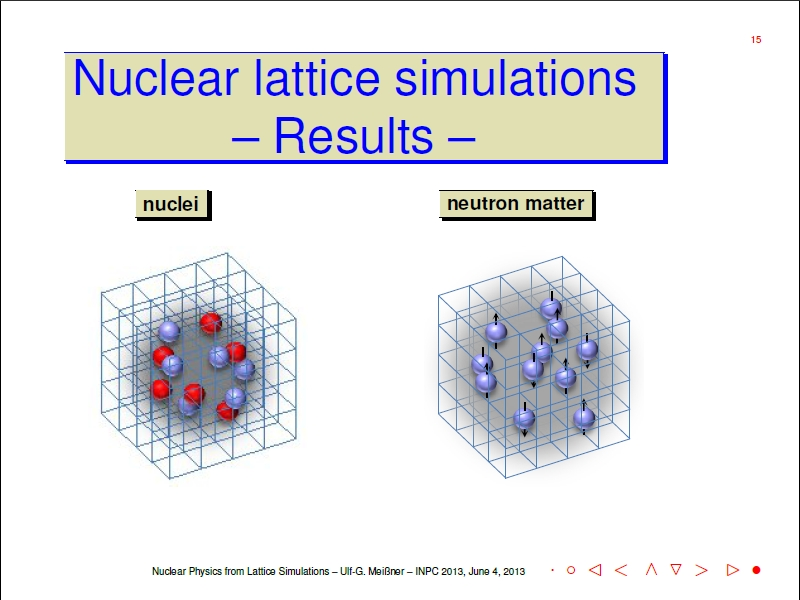 15
Nuclear lattice simulations
– Results –
nuclei
neutron matter
Nuclear Physics from Lattice Simulations – Ulf-G. Meißner – INPC 2013, June 4, 2013